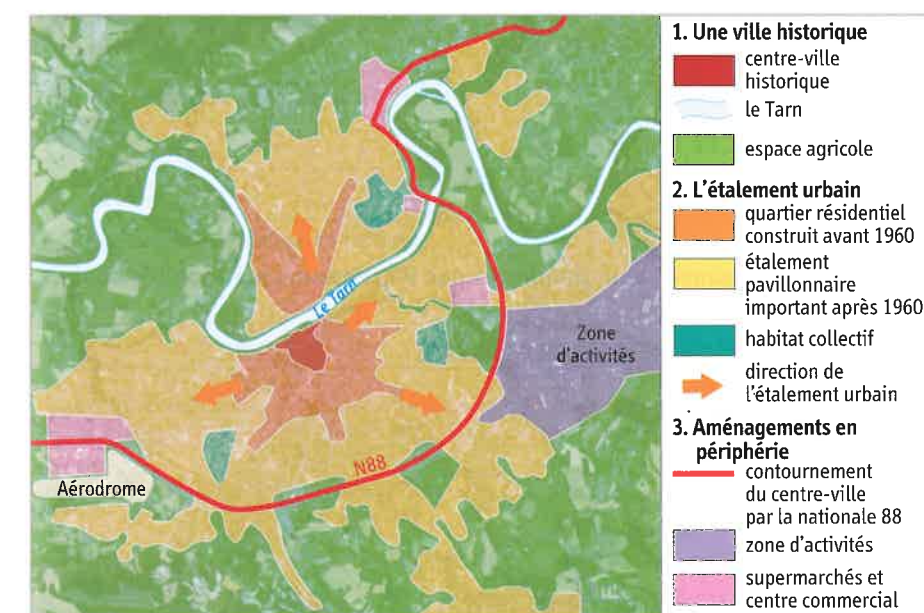 1. Une ville historique
centre-ville
historique
le Tarn
espace agricole
2. L'étalement urbain
quartier résidentiel
construit avant 1960
étalement
pavillonnaire
important après 1960
habitat collectif
direction de
l'étalement urbain
3. Aménagements en
périphérie
contournement
du centre-ville
par la nationale 88
zone d'activités
supermarchés et
centre commercial
Le Tarn
Zone
d'activités
N88
Aérodrome